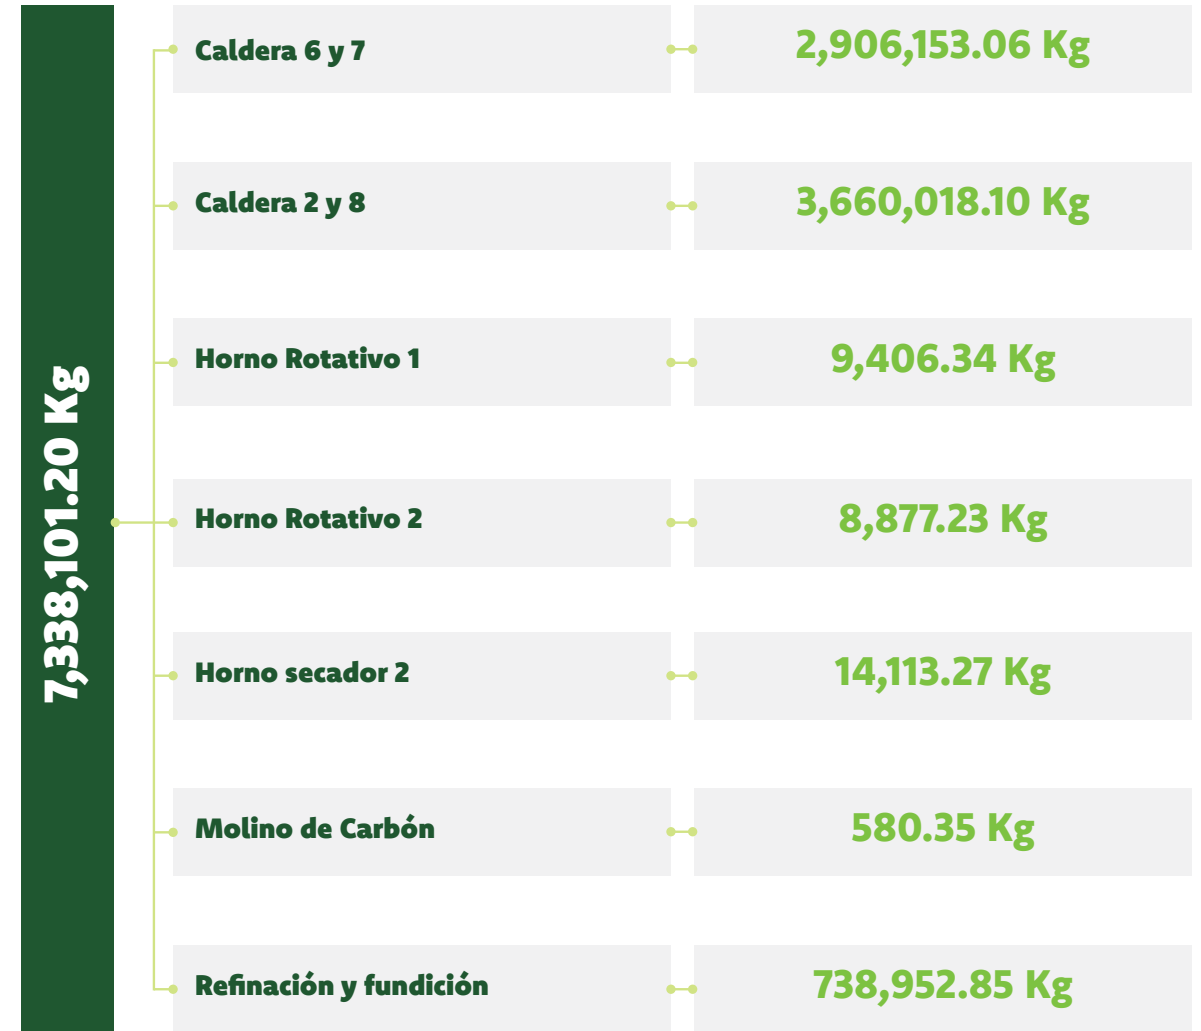 7,338,101.20 Kg
Caldera 6 y 7
2,906,153.06 Kg
Caldera 2 y 8
3,660,018.10 Kg
Horno Rotativo 1
9,406.34 Kg
Horno Rotativo 2
8,877.23 Kg
Horno secador 2
14,113.27 Kg
Molino de Carbón
580.35 Kg
Refinación y fundición
738,952.85 Kg